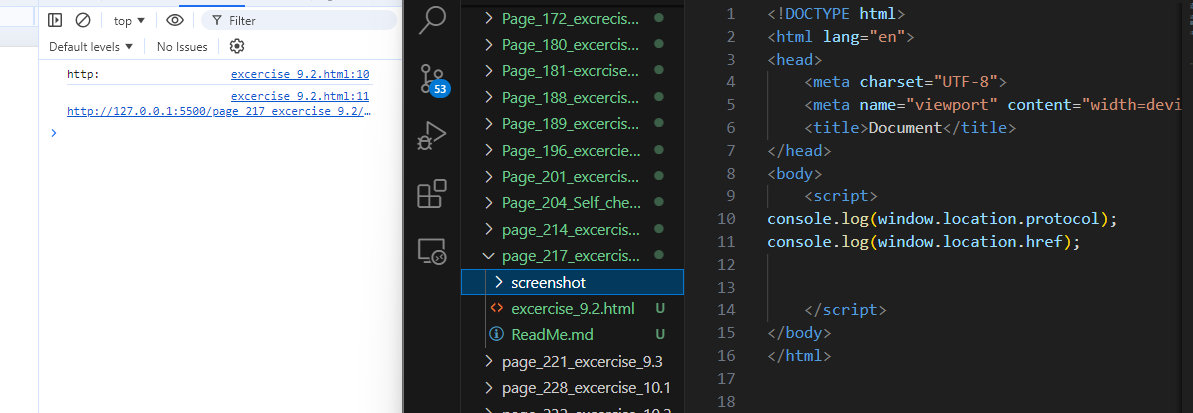 top
Filter
Default levels
No Issues
http: excercise 9.2.html:10
excercise 9.2.html:11
http://127.0.0.1:5500/page 217 excercise 9.2/…
53
Page_172_excrecis...
Page_180_excercis...
Page_181-excrcise...
Page_188_excercis...
Page_189_excercis...
Page_196_excercie...
Page_201_excercis...
Page_204_Self_che...
page_214_excercis...
page_217_excercis...
screenshot
excercise_9.2.html U
ReadMe.md U
page_221_excercise_9.3
page_228_excercise_10.1
1 <!DOCTYPE html>
2 <html lang="en">
3 <head>
4 <meta charset="UTF-8">
5 <meta name="viewport" content="width=devi
6 <title>Document</title>
7 </head>
8 <body>
9 <script>
10 console.log(window.location.protocol);
11 console.log(window.location.href);
12
13
14 </script>
15 </body>
16 </html>
17
18